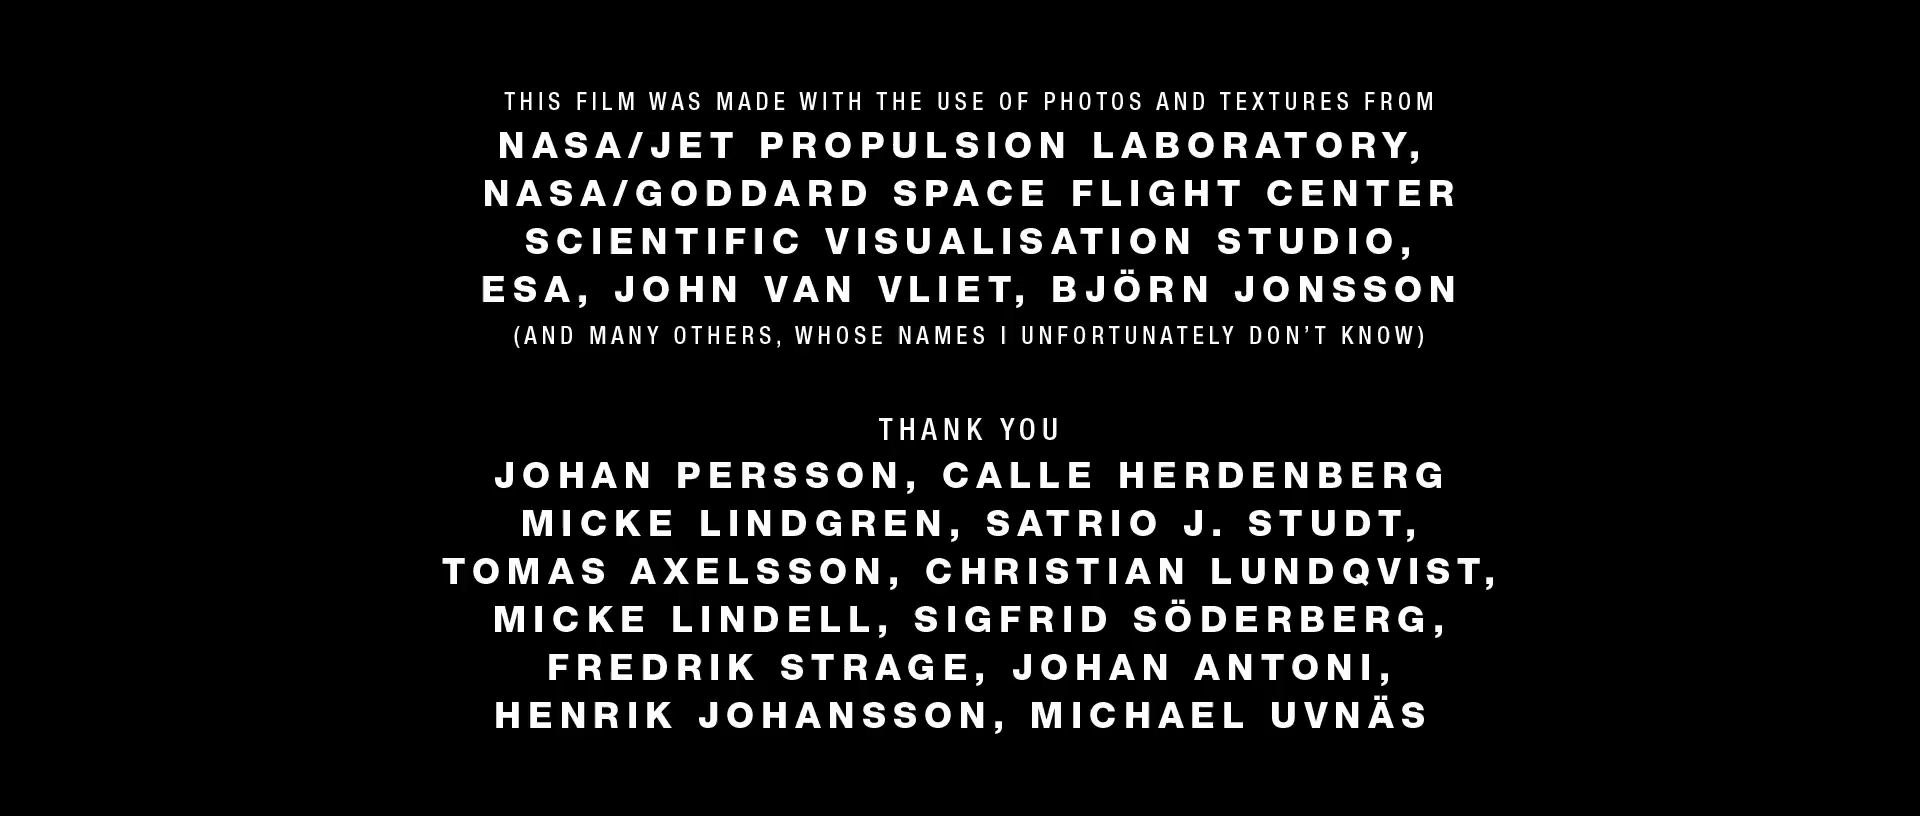 THIS FILM WAS MADE WITH THE USE OF PHOTOS AND TEXTURES FROM
NASA/JET PROPULSION LABORATORY,
NASA/GODDARD SPACE FLIGHT CENTER
SCIENTIFIC VISUALISATION STUDIO,
ESA, JOHN VAN VLIET, BJÖRN JONSSON
(AND MANY OTHERS, WHOSE NAMES I UNFORTUNATELY DON’T KNOW)
THANK YOU
JOHAN PERSSON, CALLE HERDENBERG
MICKE LINDGREN, SATRIO J. STUDT,
TOMAS AXELSSON, CHRISTIAN LUNDQVIST,
MICKE LINDELL, SIGFRID SÖDERBERG,
FREDRIK STRAGE, JOHAN ANTONI,
HENRIK JOHANSSON, MICHAEL UVNÄS